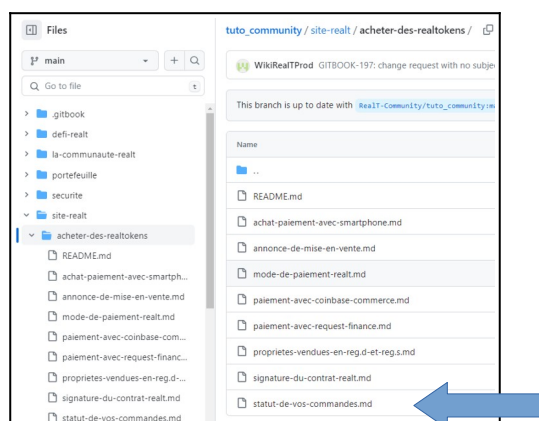 Files
main
Go to file
t
.gitbook
defi-realt
la-communaute-realt
portefeuille
securite
site-realt
acheter-des-realtokens
README.md
achat-paiement-avec-smartph...
annonce-de-mise-en-vente.md
mode-de-paiement-realt.md
paiement-avec-coinbase-com...
paiement-avec-request-financ...
proprietes-vendues-en-reg.d-...
signature-du-contrat-realt.md
statut-de-vos-commandes.md
tuto_community / site-realt / acheter-des-realtokens /
WikiRealTProd GITBOOK-197: change request with no subje
This branch is up to date with RealT-Community/tuto_community:ma
Name
..
README.md
achat-paiement-avec-smartphone.md
annonce-de-mise-en-vente.md
mode-de-paiement-realt.md
paiement-avec-coinbase-commerce.md
paiement-avec-request-finance.md
proprietes-vendues-en-reg.d-et-reg.s.md
signature-du-contrat-realt.md
statut-de-vos-commandes.md